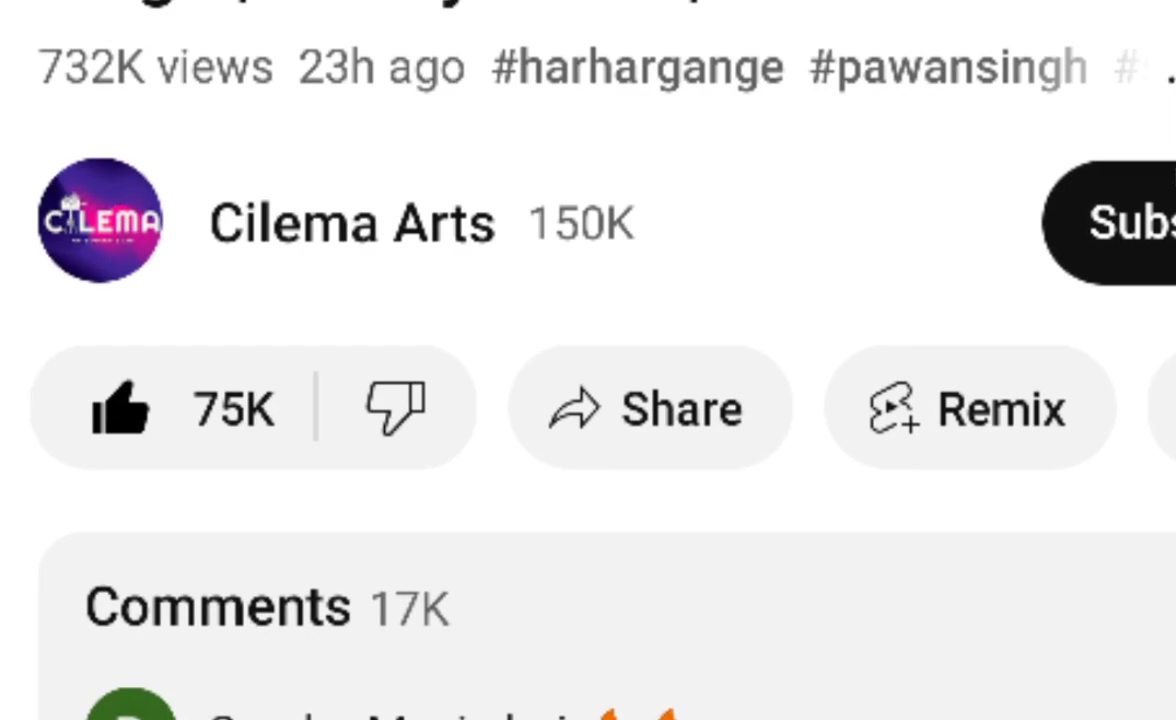 732K views 23h ago #harhargange #pawansingh #
CILEMA
Cilema Arts 150K
Subs
75K Share Remix
Comments 17K